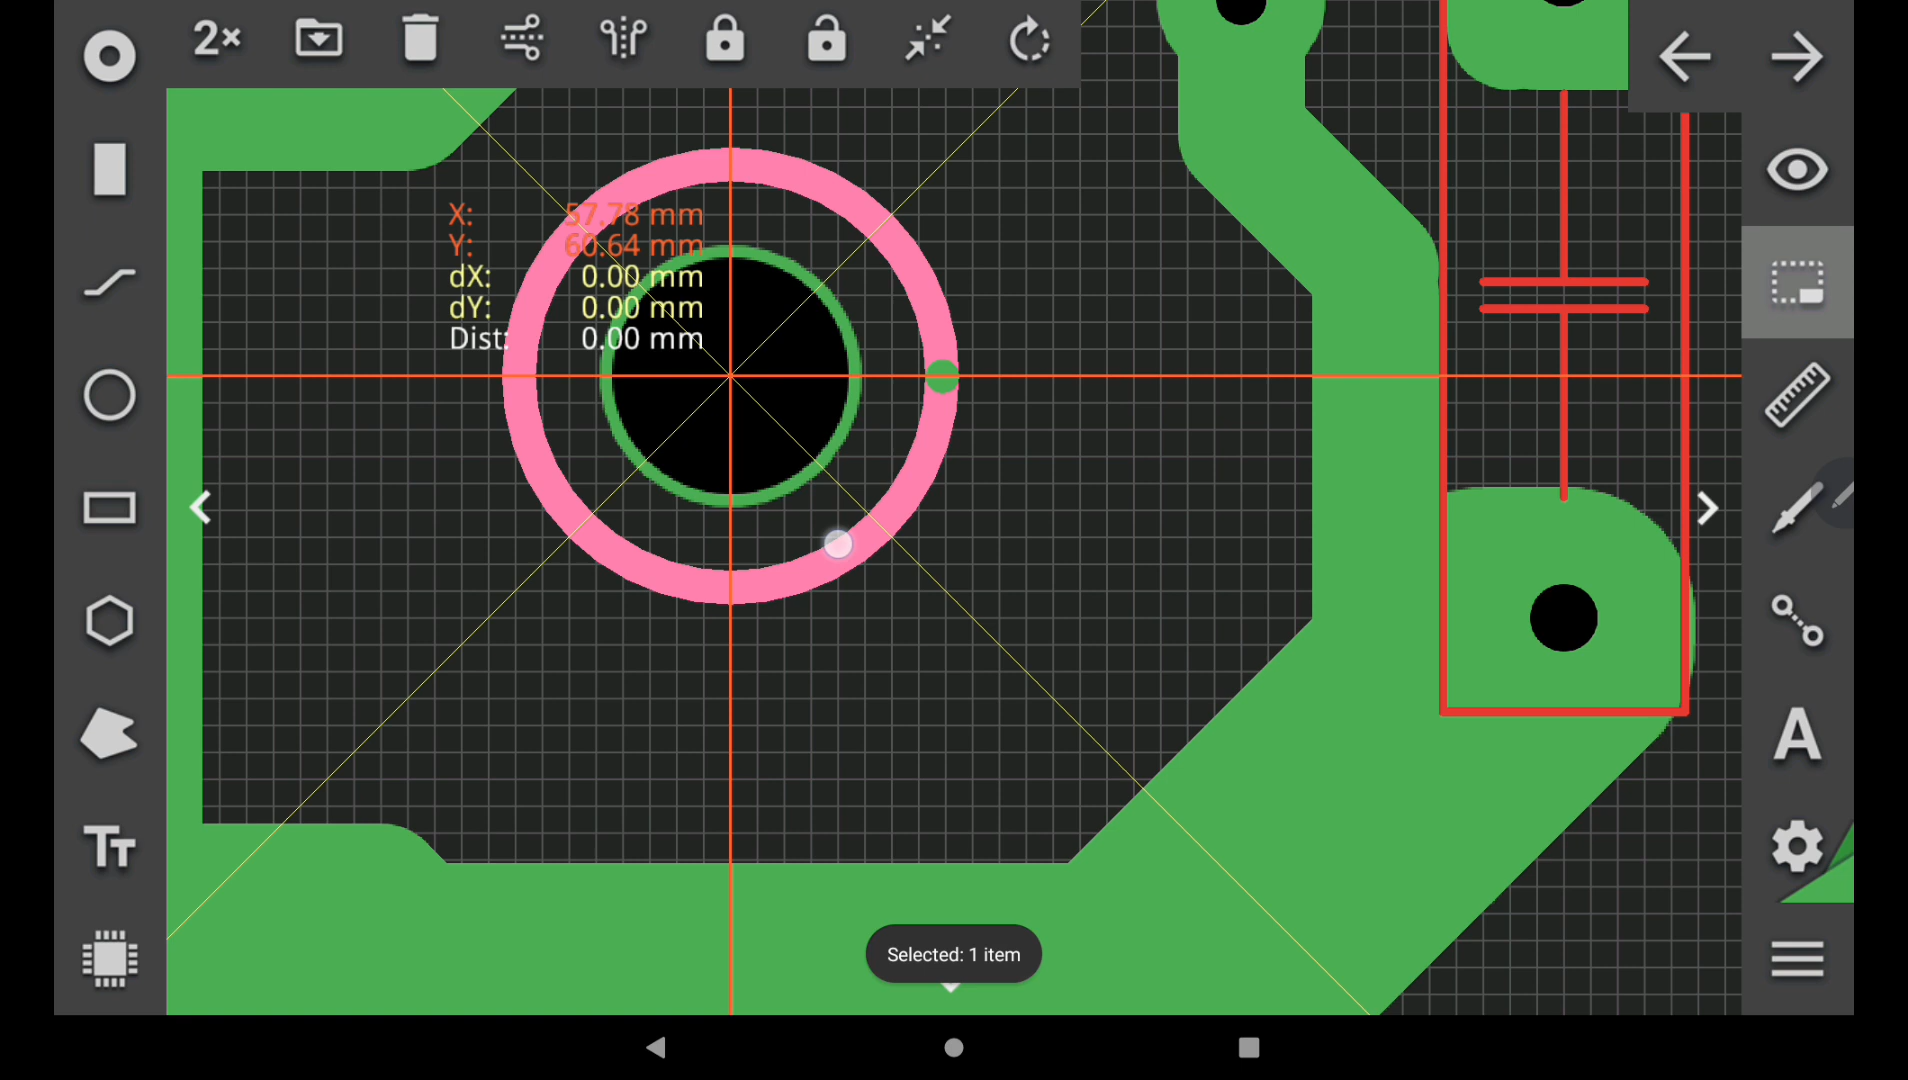 2×
X: 57.78 mm
Y: 60.64 mm
dX: 0.00 mm
dY: 0.00 mm
Dist: 0.00 mm
A
TT
Selected: 1 item